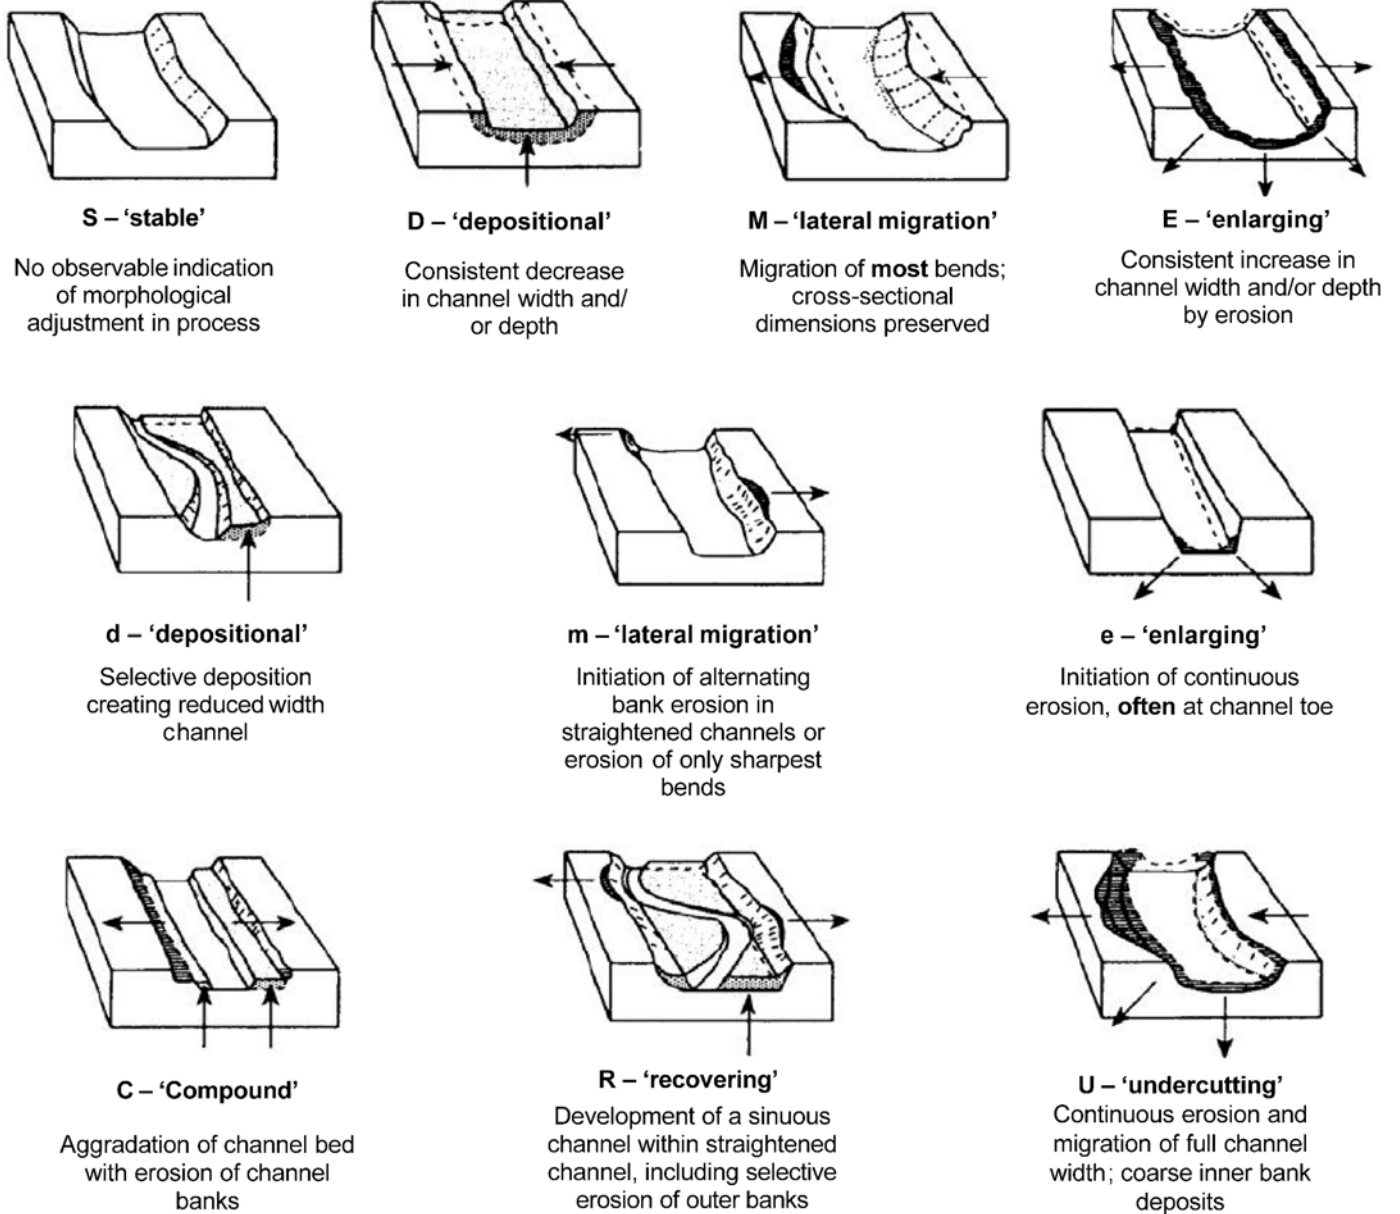 S – ‘stable’
No observable indication
of morphological
adjustment in process
D – ‘depositional’
Consistent decrease
in channel width and/
or depth
M – ‘lateral migration’
Migration of most bends;
cross-sectional
dimensions preserved
E – ‘enlarging’
Consistent increase in
channel width and/or depth
by erosion
d – ‘depositional’
Selective deposition
creating reduced width
channel
m – ‘lateral migration’
Initiation of alternating
bank erosion in
straightened channels or
erosion of only sharpest
bends
e – ‘enlarging’
Initiation of continuous
erosion, often at channel toe
C – ‘Compound’
Aggradation of channel bed
with erosion of channel
banks
R – ‘recovering’
Development of a sinuous
channel within straightened
channel, including selective
erosion of outer banks
U – ‘undercutting’
Continuous erosion and
migration of full channel
width; coarse inner bank
deposits